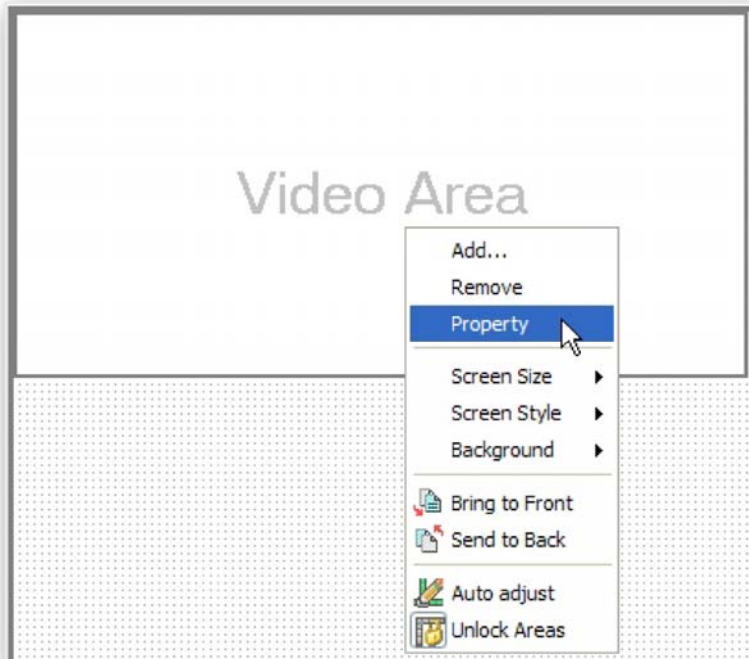 Video Area
Add...
Remove
Property
Screen Size
Screen Style
Background
Bring to Front
Send to Back
Auto adjust
Unlock Areas